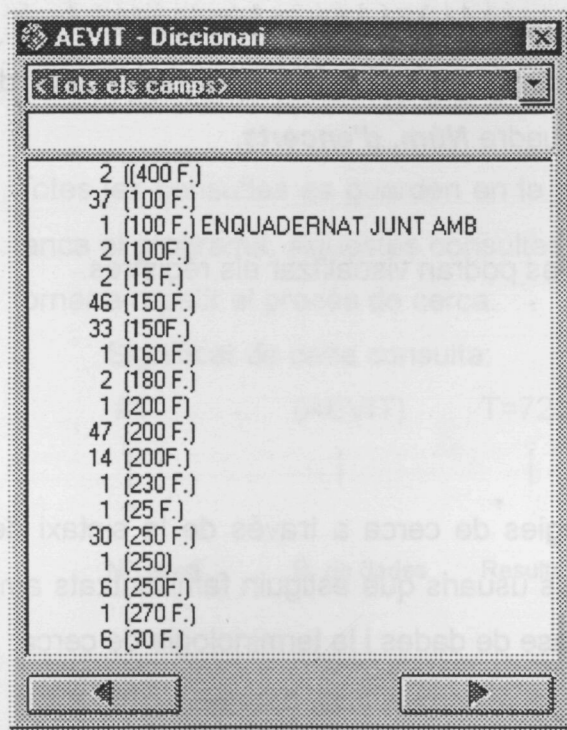 AEVIT - Diccionari
<Tots els camps>
2 ((400 F.)
37 (100 F.)
1 (100 F.) ENQUADERNAT JUNT AMB
2 (100F.)
2 (15 F.)
46 (150 F.)
33 (150F.)
1 (160 F.)
2 (180 F.)
1 (200 F)
47 (200 F.)
14 (200F.)
1 (230 F.)
1 (25 F.)
30 (250 F.)
1 (250)
6 (250F.)
1 (270 F.)
6 (30 F.)